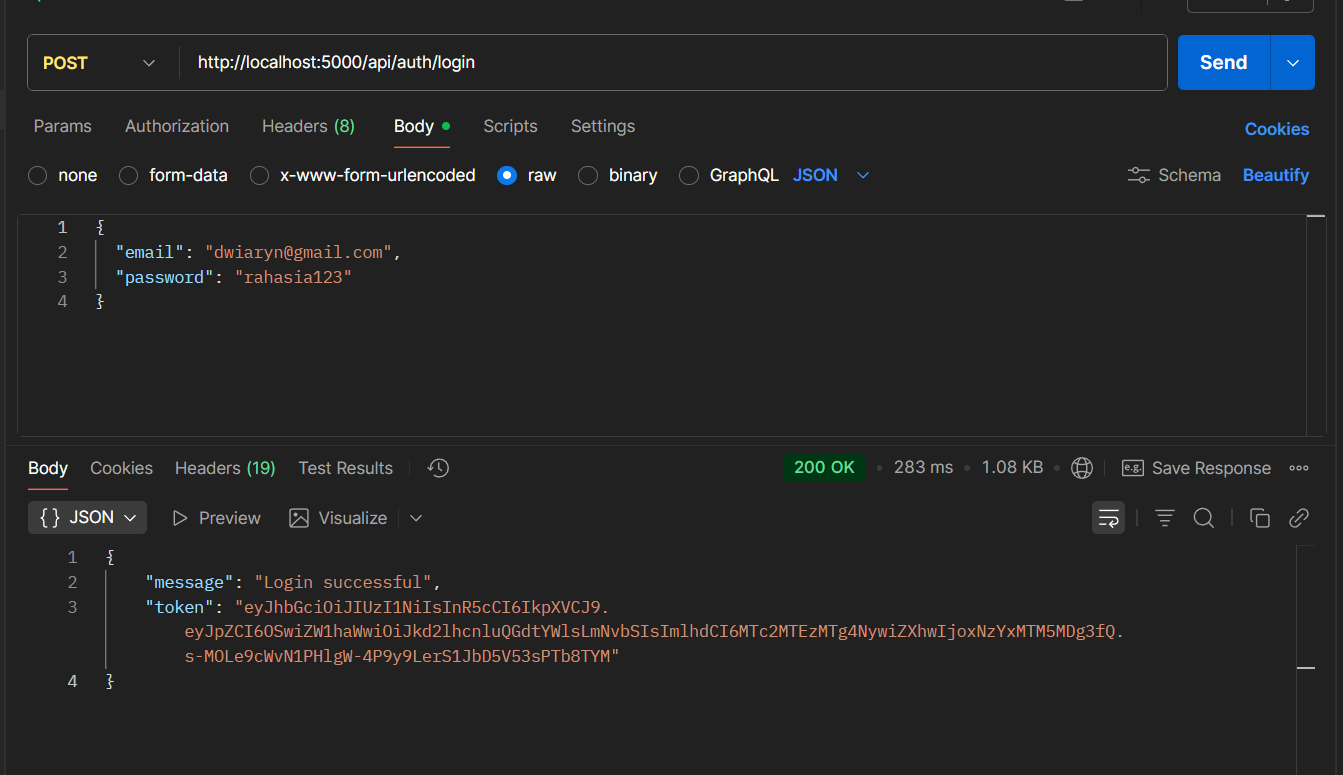 POST http://localhost:5000/api/auth/login Send
Params Authorization Headers (8) Body Scripts Settings Cookies
none form-data x-www-form-urlencoded raw binary GraphQL JSON Schema Beautify
1 {
2 "email": "dwiaryn@gmail.com",
3 "password": "rahasia123"
4 }
Body Cookies Headers (19) Test Results 200 OK 283 ms 1.08 KB e.g. Save Response
{} JSON Preview Visualize
1 {
2 "message": "Login successful",
3 "token": "eyJhbGciOiJIUzI1NiIsInR5cCI6IkpXVCJ9.
eyJpZCI6OSwiZW1haWwiOiJkd2lhcnluQGdtYWlsLmNvbSIsImlhdCI6MTc2MTEzMTg4NywiZXhwIjoxNzYxMTM5MDg3fQ.
s-MOLe9cWvN1PHlgW-4P9y9LerS1JbD5V53sPTb8TYM"
4 }